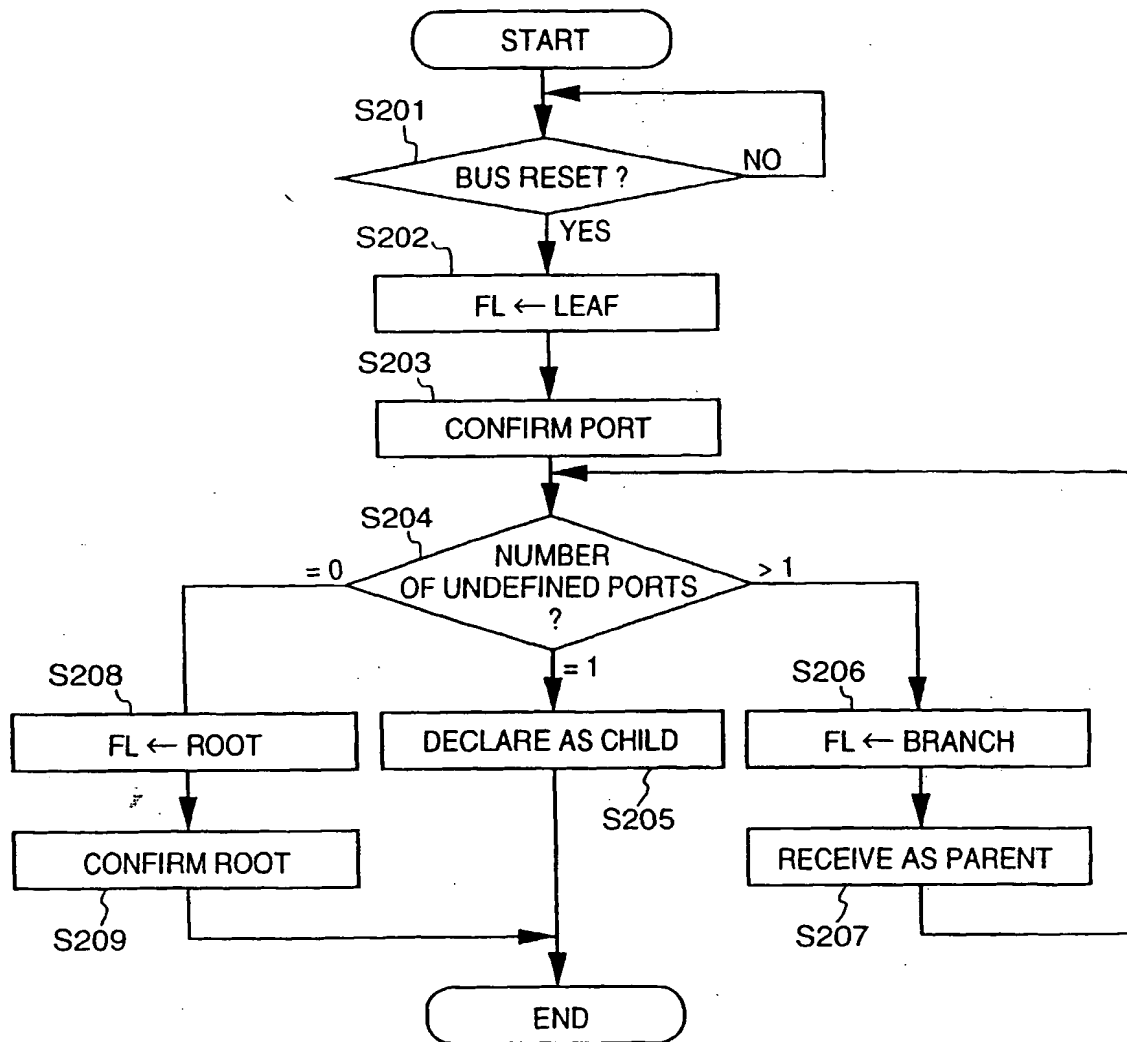 START
S201
BUS RESET ?
NO
YES
S202
FL ← LEAF
S203
CONFIRM PORT
S204
NUMBER
OF UNDEFINED PORTS
?
= 0
> 1
= 1
S208
FL ← ROOT
DECLARE AS CHILD
S205
S206
FL ← BRANCH
CONFIRM ROOT
S209
RECEIVE AS PARENT
S207
END